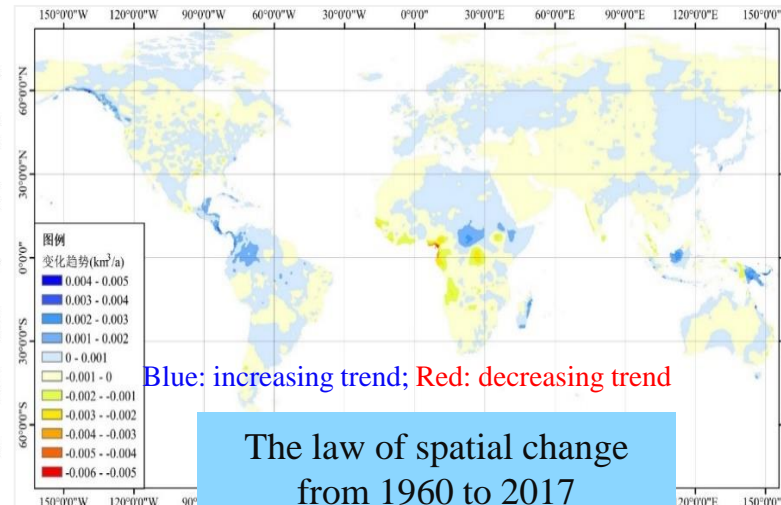 150°0'0"W 120°0'0"W 90°0'0"W 60°0'0"W 30°0'0"W 0°0'0" 30°0'0"E 60°0'0"E 90°0'0"E 120°0'0"E 150°0'0"E
60°0'0"N
30°0'0"N
0°0'0"
30°0'0"S
60°0'0"S
图例
变化趋势(km³/a)
0.004 - 0.005
0.003 - 0.004
0.002 - 0.003
0.001 - 0.002
0 - 0.001
-0.001 - 0
-0.002 - -0.001
-0.003 - -0.002
-0.004 - -0.003
-0.005 - -0.004
-0.006 - -0.005
Blue: increasing trend; Red: decreasing trend
The law of spatial change
from 1960 to 2017
150°0'0"W 120°0'0"W 120°0'0"E 150°0'0"E